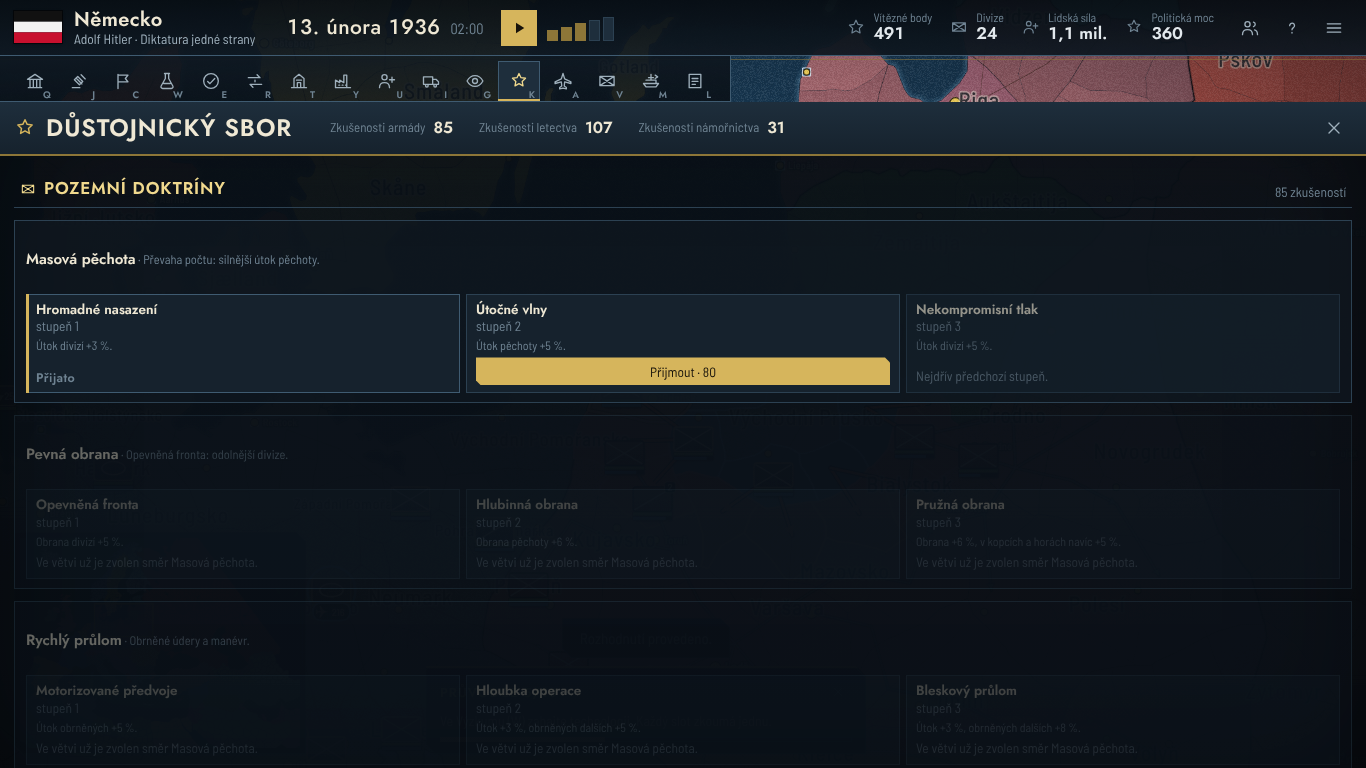 Německo
Adolf Hitler · Diktatura jedné strany
13. února 1936 02:00
Vítězné body
491
Divize
24
Lidská síla
1,1 mil.
Politická moc
360
?
Q J C W E R T Y U I G K A V M L
Pskov
Riga
DŮSTOJNICKÝ SBOR
Zkušenosti armády 85
Zkušenosti letectva 107
Zkušenosti námořnictva 31
POZEMNÍ DOKTRÍNY
85 zkušeností
Masová pěchota · Převaha počtu: silnější útok pěchoty.
Hromadné nasazení
stupeň 1
Útok divizí +3 %.
Přijato
Útočné vlny
stupeň 2
Útok pěchoty +5 %.
Přijmout · 80
Nekompromisní tlak
stupeň 3
Útok divizí +5 %.
Nejdřív předchozí stupeň.
Pevná obrana · Opevněná fronta: odolnější divize.
Opevněná fronta
stupeň 1
Obrana divizí +5 %.
Ve větvi už je zvolen směr Masová pěchota.
Hlubinná obrana
stupeň 2
Obrana pěchoty +6 %.
Ve větvi už je zvolen směr Masová pěchota.
Pružná obrana
stupeň 3
Obrana +6 %, v kopcích a horách navíc +5 %.
Ve větvi už je zvolen směr Masová pěchota.
Rychlý průlom · Obrněné údery a manévr.
Motorizované předvoje
stupeň 1
Útok obrněných +5 %.
Ve větvi už je zvolen směr Masová pěchota.
Hloubka operace
stupeň 2
Útok +3 %, obrněných dalších +5 %.
Ve větvi už je zvolen směr Masová pěchota.
Bleskový průlom
stupeň 3
Útok +3 %, obrněných dalších +8 %.
Ve větvi už je zvolen směr Masová pěchota.